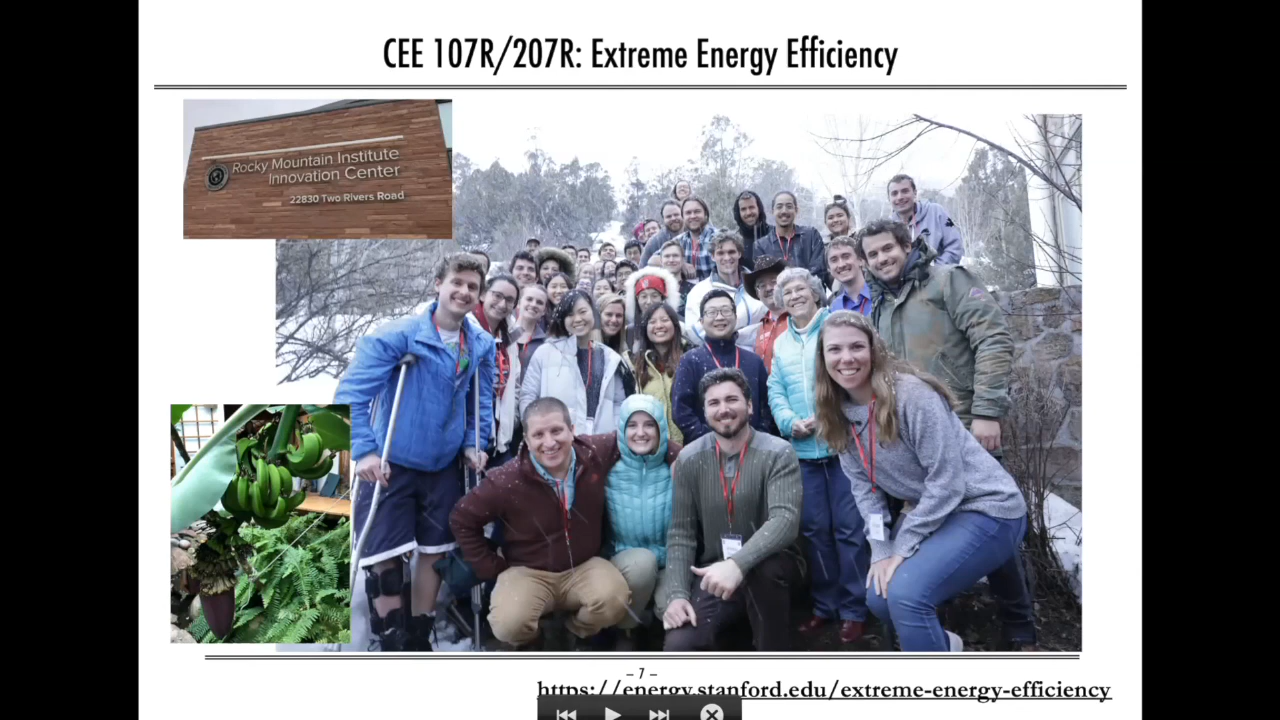 CEE 107R/207R: Extreme Energy Efficiency
Rocky Mountain Institute
Innovation Center
22830 Two Rivers Road
– 7 –
https://energy.stanford.edu/extreme-energy-efficiency